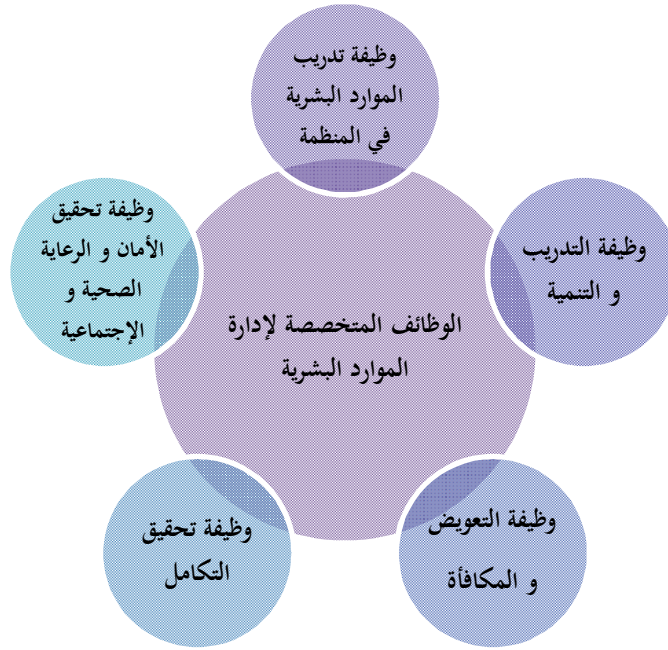 وظيفة تدريب
الموارد البشرية
في المنظمة
وظيفة التدريب
و التنمية
وظيفة التعويض
و المكافأة
وظيفة تحقيق
التكامل
وظيفة تحقيق
الأمان و الرعاية
الصحية و
الإجتماعية
الوظائف المتخصصة لإدارة
الموارد البشرية